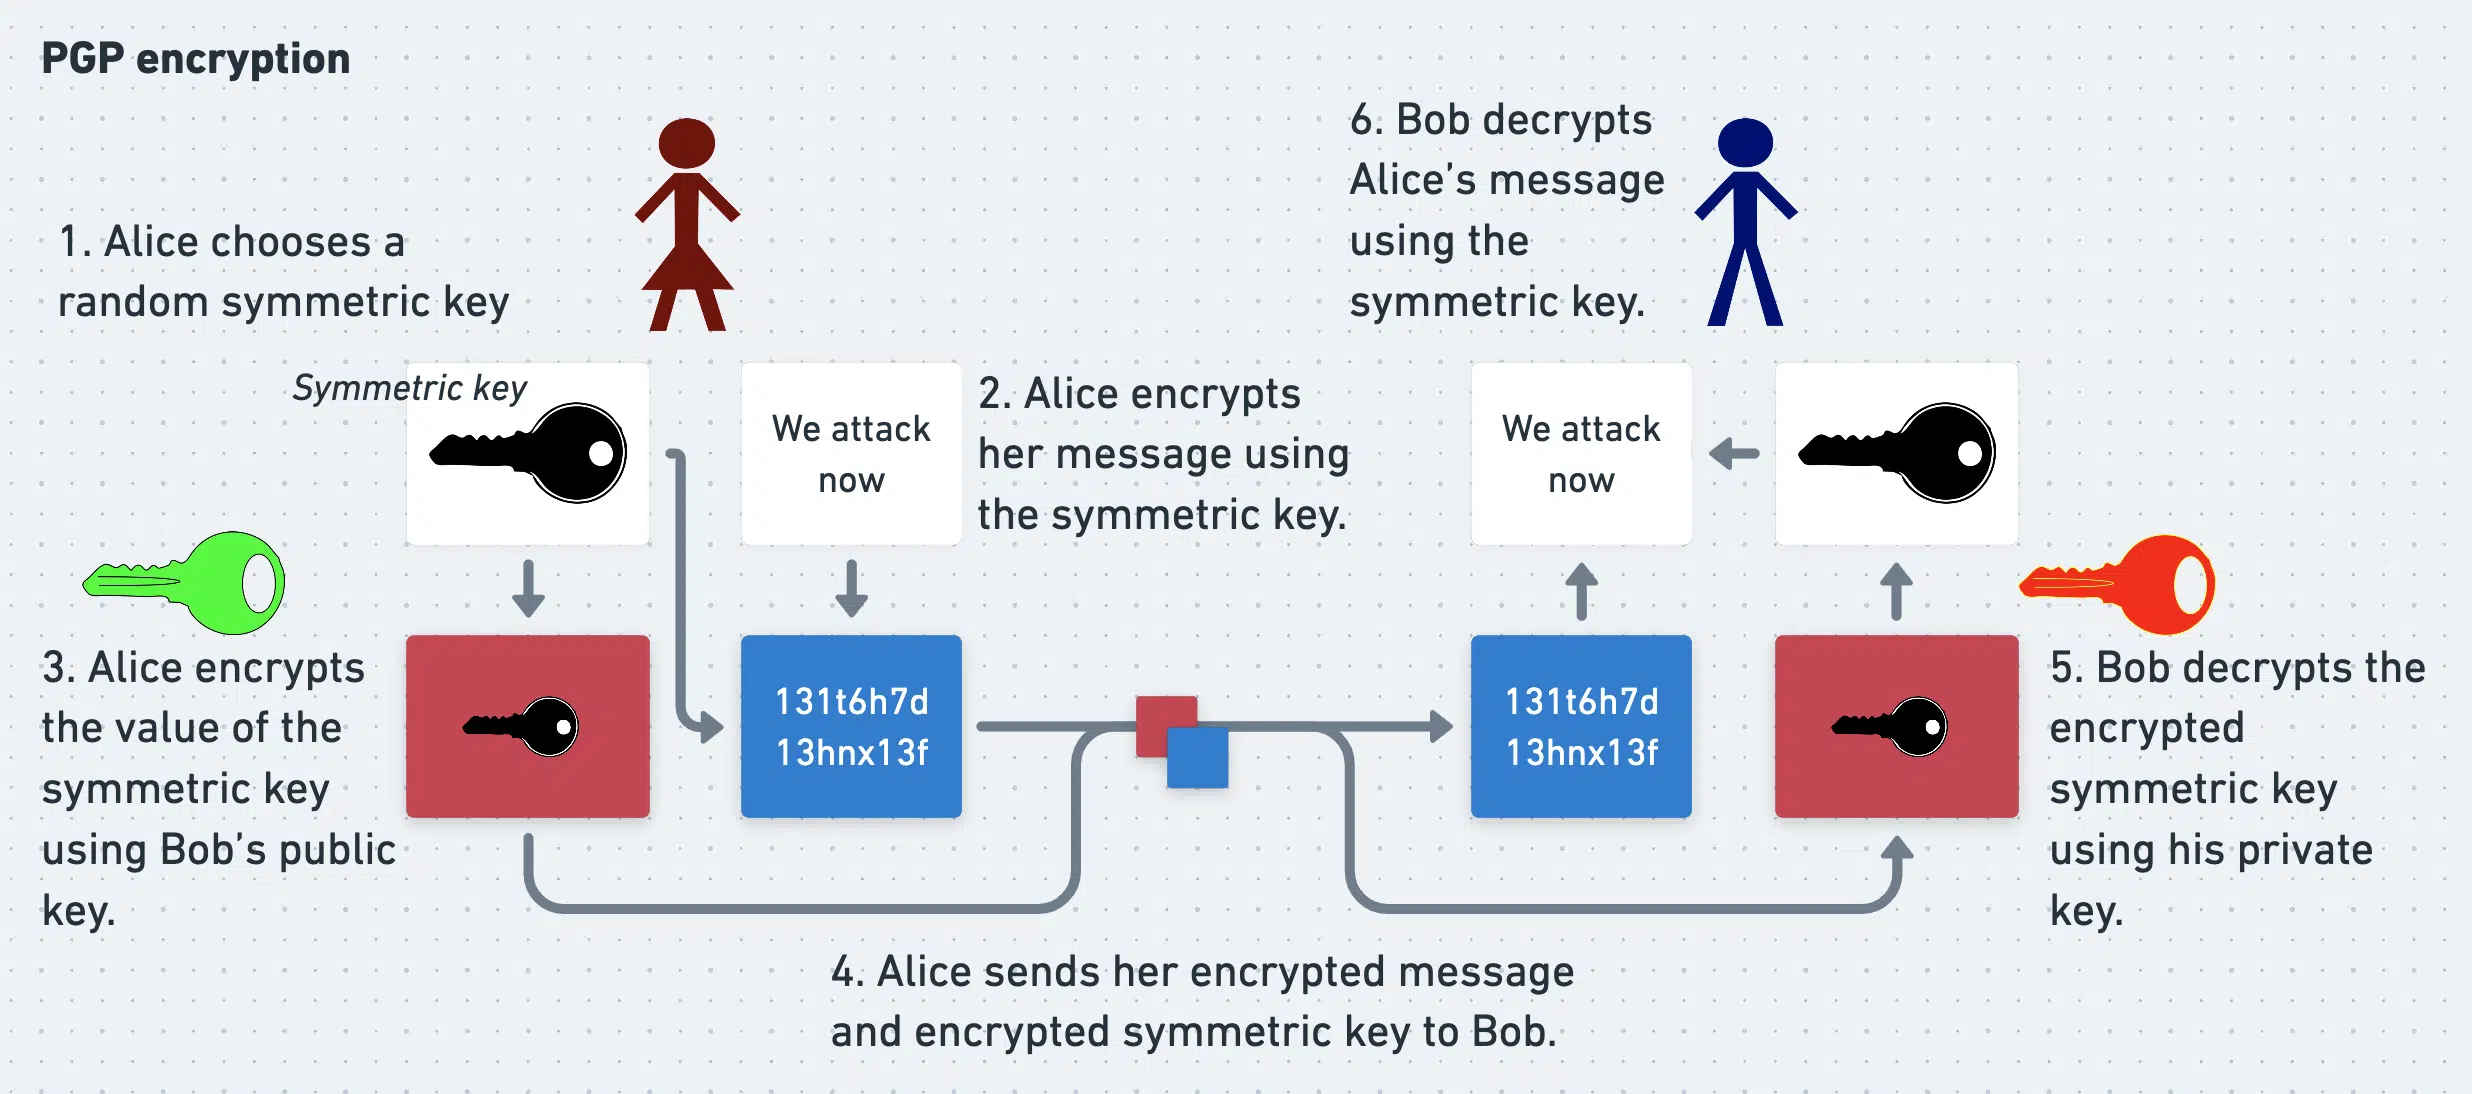 PGP encryption
1. Alice chooses a
random symmetric key
Symmetric key
We attack
now
2. Alice encrypts
her message using
the symmetric key.
3. Alice encrypts
the value of the
symmetric key
using Bob's public
key.
131t6h7d
13hnx13f
4. Alice sends her encrypted message
and encrypted symmetric key to Bob.
131t6h7d
13hnx13f
5. Bob decrypts the
encrypted
symmetric key
using his private
key.
6. Bob decrypts
Alice's message
using the
symmetric key.
We attack
now